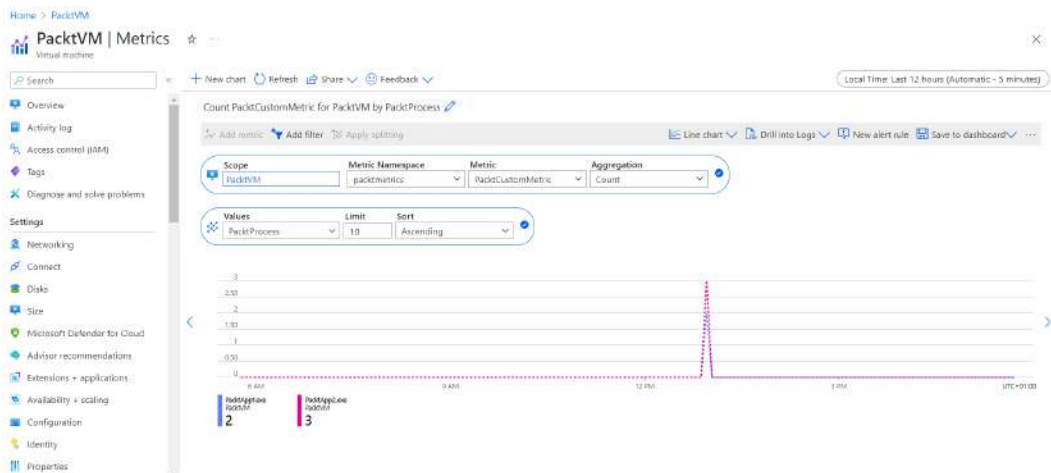 Home > PacktVM
PacktVM | Metrics
Virtual machine
Search
Overview
Activity log
Access control (IAM)
Tags
Diagnose and solve problems
Settings
Networking
Connect
Disks
Size
Microsoft Defender for Cloud
Advisor recommendations
Extensions + applications
Availability + scaling
Configuration
Identity
Properties
New chart Refresh Share Feedback
Local Time: Last 12 hours (Automatic - 5 minutes)
Count PacktCustomMetric for PacktVM by PacktProcess
Add metric Add filter Apply splitting
Line chart Drill into Logs New alert rule Save to dashboard
Scope Metric Namespace Metric Aggregation
PacktVM packtmetrics PacktCustomMetric Count
Values Limit Sort
PacktProcess 10 Ascending
3
2.50
2
1.50
1
0.50
0
6 AM 9 AM 12 PM 3 PM UTC+01:00
PacktApp1.exe PacktApp2.exe
PacktVM PacktVM
2 3